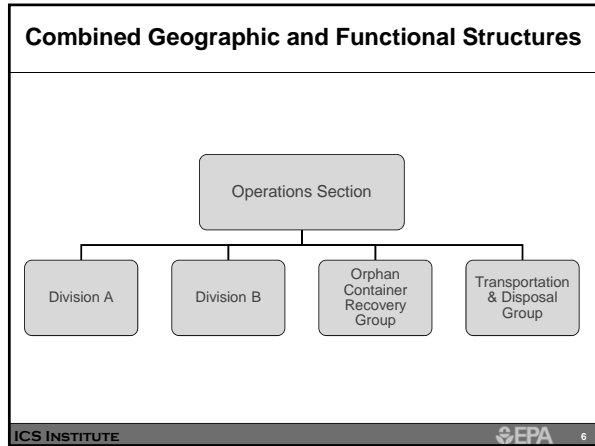 Combined Geographic and Functional Structures
Operations Section
Division A
Division B
Orphan
Container
Recovery
Group
Transportation
& Disposal
Group
ICS INSTITUTE
EPA
6